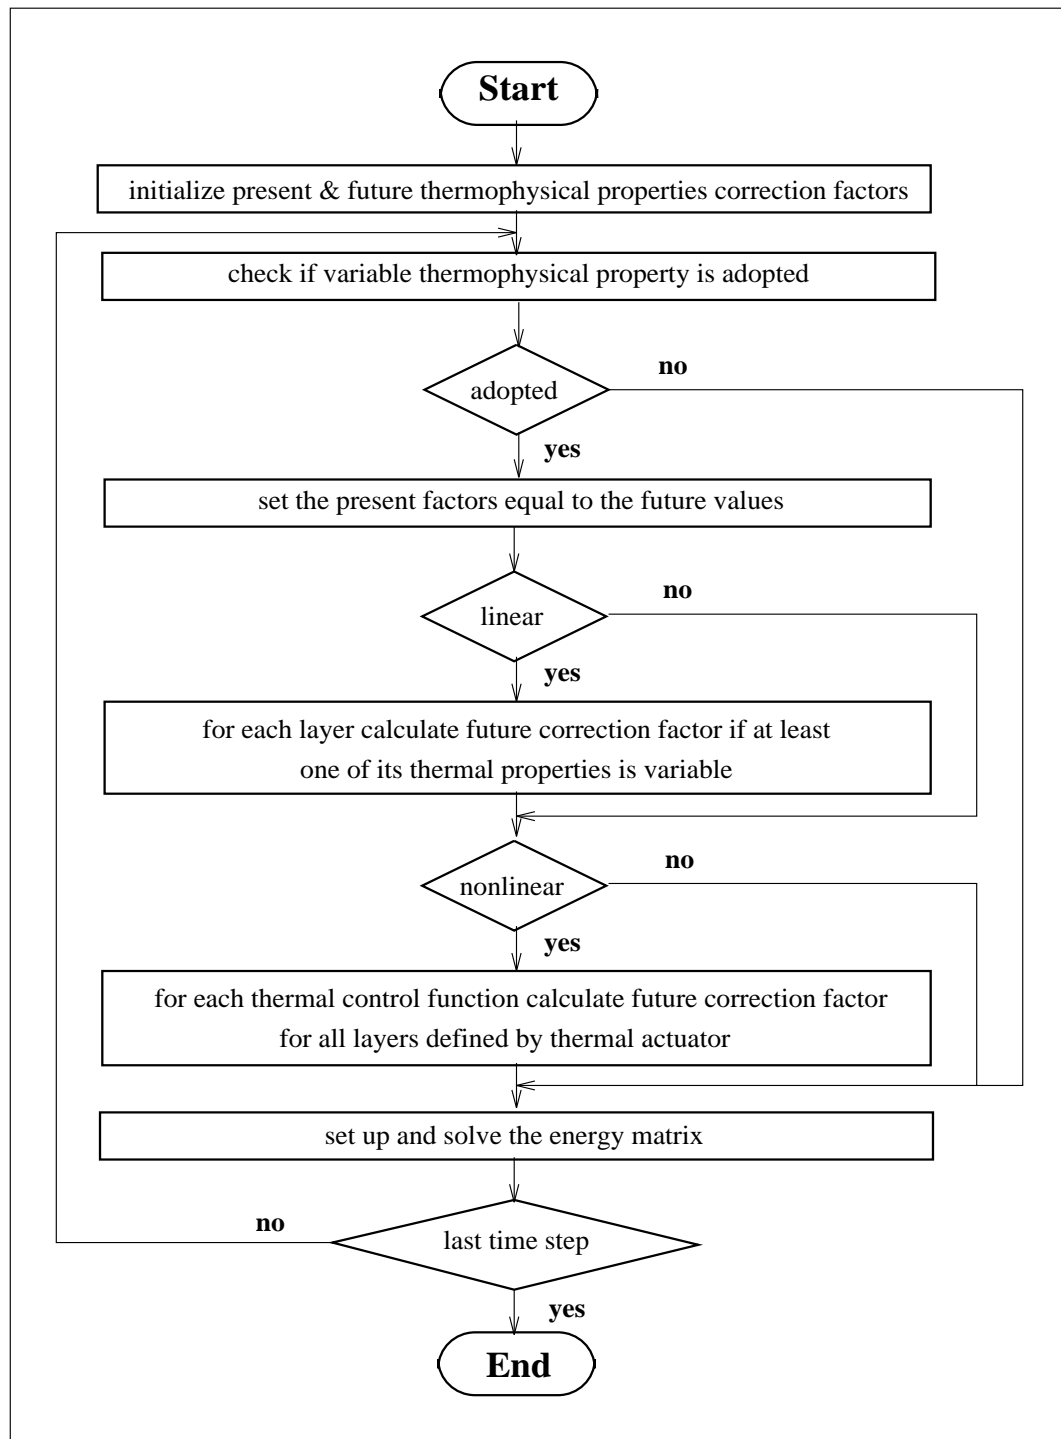 Start
initialize present & future thermophysical properties correction factors
check if variable thermophysical property is adopted
no
adopted
yes
set the present factors equal to the future values
no
linear
yes
for each layer calculate future correction factor if at least
one of its thermal properties is variable
no
nonlinear
yes
for each thermal control function calculate future correction factor
for all layers defined by thermal actuator
set up and solve the energy matrix
no
last time step
yes
End